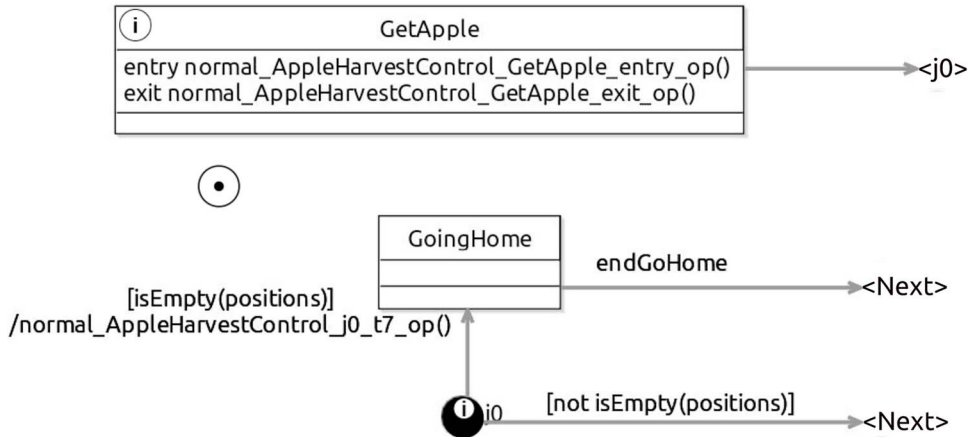 i
GetApple
entry normal_AppleHarvestControl_GetApple_entry_op()
exit normal_AppleHarvestControl_GetApple_exit_op()
<j0>
GoingHome
endGoHome
<Next>
[isEmpty(positions)]
/normal_AppleHarvestControl_j0_t7_op()
i
j0
[not isEmpty(positions)]
<Next>